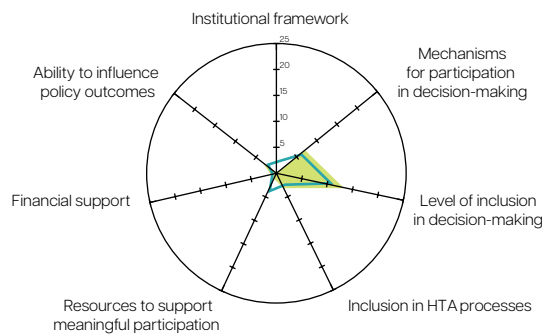 Institutional framework
25
20
15
10
5
Mechanisms
for participation
in decision-making
Level of inclusion
in decision-making
Inclusion in HTA processes
Resources to support
meaningful participation
Financial support
Ability to influence
policy outcomes